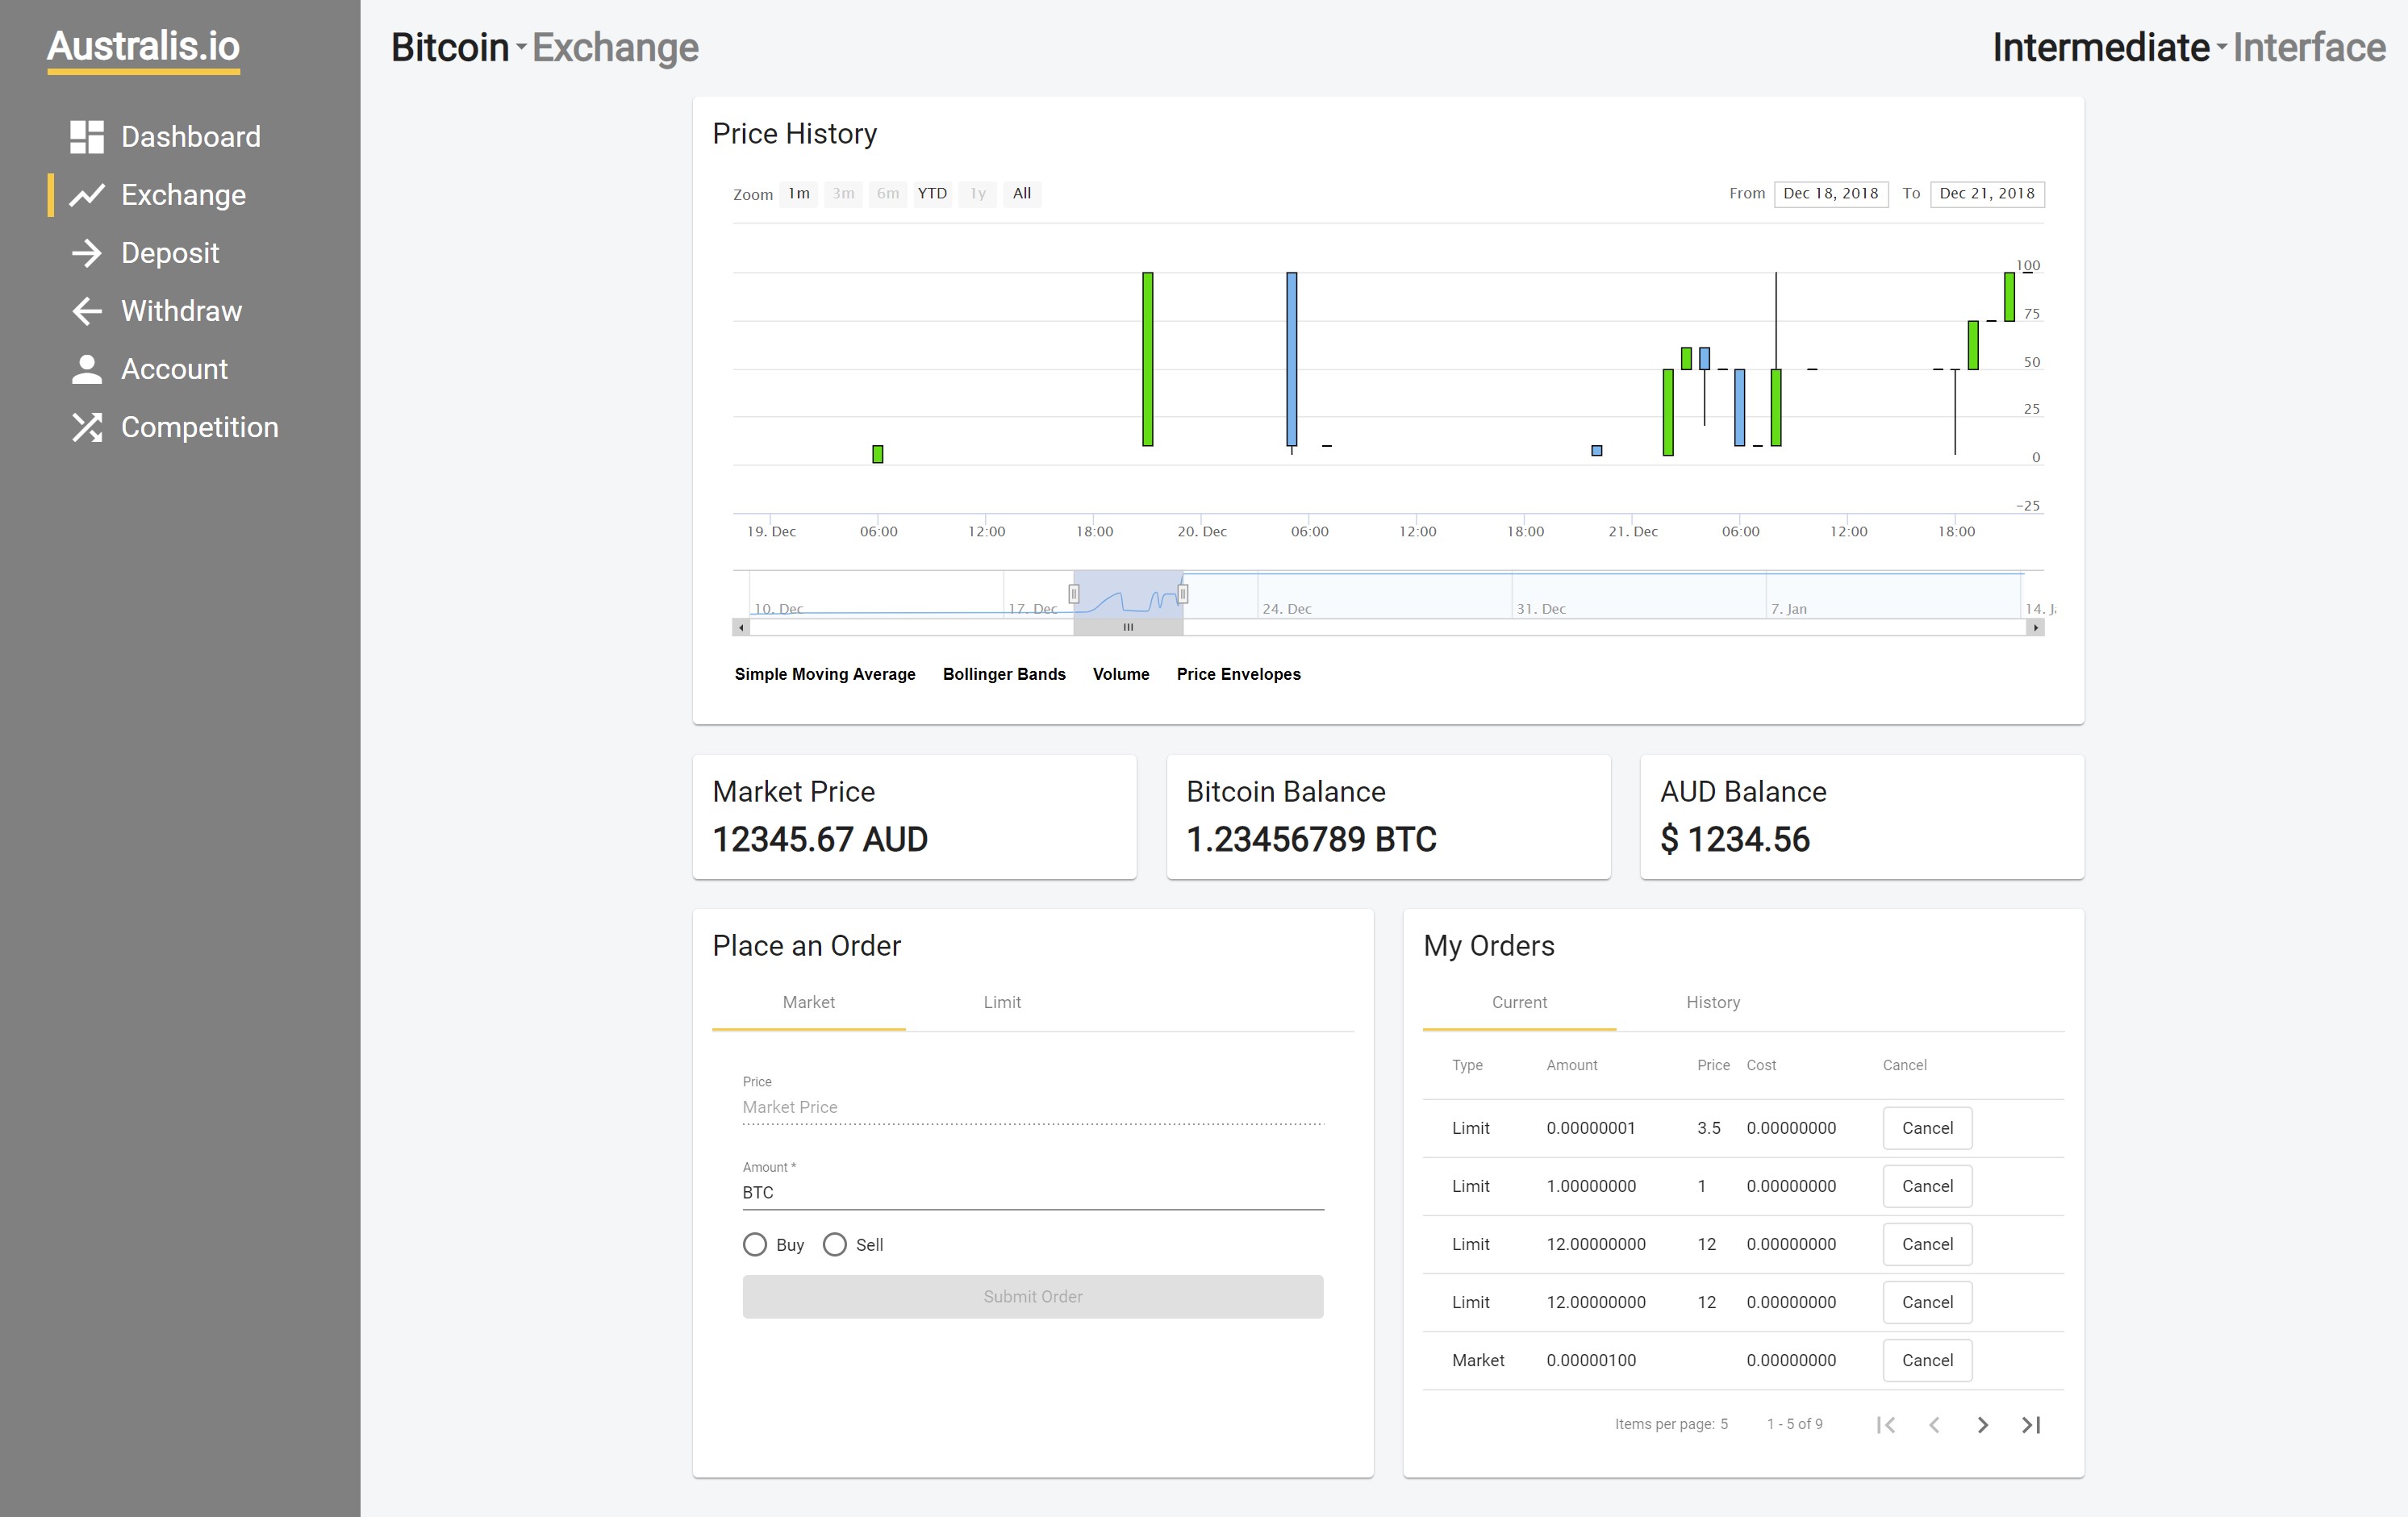 Australis.io
Dashboard
Exchange
Deposit
Withdraw
Account
Competition
Bitcoin Exchange
Intermediate Interface
Price History
Zoom 1m 3m 6m YTD 1y All From Dec 18, 2018 To Dec 21, 2018
100
75
50
25
0
-25
19. Dec 06:00 12:00 18:00 20. Dec 06:00 12:00 18:00 21. Dec 06:00 12:00 18:00
10. Dec 17. Dec 24. Dec 31. Dec 7. Jan 14. J
Simple Moving Average Bollinger Bands Volume Price Envelopes
Market Price
12345.67 AUD
Bitcoin Balance
1.23456789 BTC
AUD Balance
$ 1234.56
Place an Order
Market Limit
Price
Market Price
Amount *
BTC
Buy Sell
Submit Order
My Orders
Current History
Type Amount Price Cost Cancel
Limit 0.00000001 3.5 0.00000000 Cancel
Limit 1.00000000 1 0.00000000 Cancel
Limit 12.00000000 12 0.00000000 Cancel
Limit 12.00000000 12 0.00000000 Cancel
Market 0.00000100 0.00000000 Cancel
Items per page: 5 1 - 5 of 9